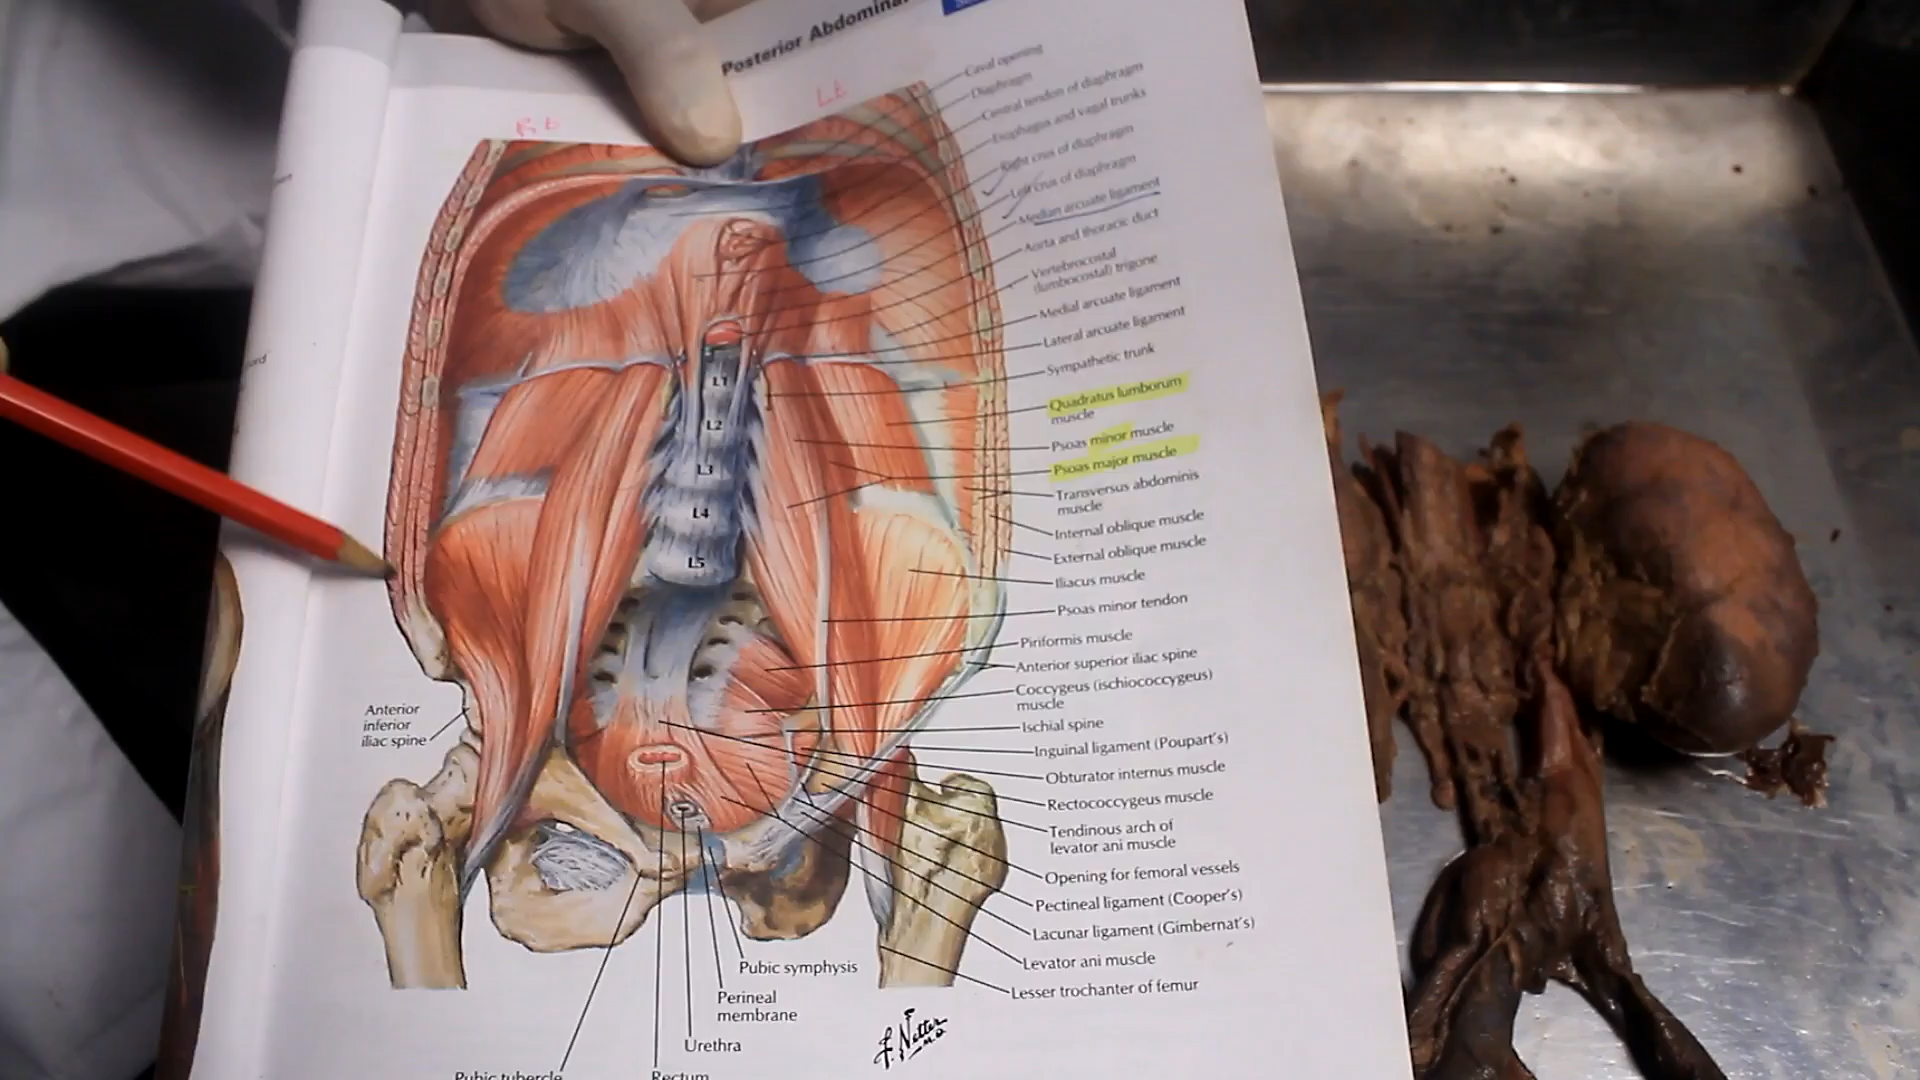 Posterior Abdomina
Rt
Lt
Caval opening
Diaphragm
Central tendon of diaphragm
Esophagus and vagal trunks
Right crus of diaphragm
Left crus of diaphragm
Median arcuate ligament
Aorta and thoracic duct
Vertebrocostal
(lumbocostal) trigone
Medial arcuate ligament
Lateral arcuate ligament
Sympathetic trunk
Quadratus lumborum
muscle
Psoas minor muscle
Psoas major muscle
Transversus abdominis
muscle
Internal oblique muscle
External oblique muscle
Iliacus muscle
Psoas minor tendon
Piriformis muscle
Anterior superior iliac spine
Coccygeus (ischiococcygeus)
muscle
Ischial spine
Inguinal ligament (Poupart's)
Obturator internus muscle
Rectococcygeus muscle
Tendinous arch of
levator ani muscle
Opening for femoral vessels
Pectineal ligament (Cooper's)
Lacunar ligament (Gimbernat's)
Levator ani muscle
Lesser trochanter of femur
L1
L2
L3
L4
L5
Anterior
inferior
iliac spine
Pubic symphysis
Perineal
membrane
Urethra
Rectum
Pubic tubercle
F. Netter
M.D.
ord